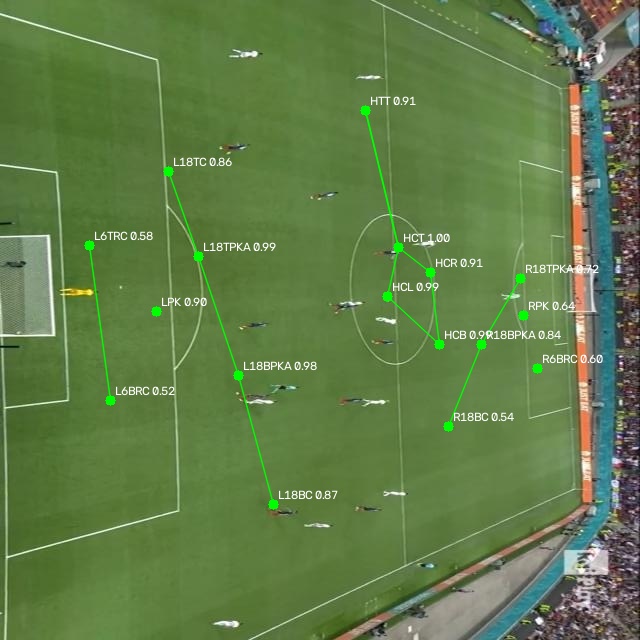 HTT 0.91
L18TC 0.86
L6TRC 0.58
L18TPKA 0.99
HCT 1.00
HCR 0.91
R18TPKA 0.72
HCL 0.99
LPK 0.90
RPK 0.64
HCB 0.99
R18BPKA 0.84
R6BRC 0.60
L18BPKA 0.98
L6BRC 0.52
R18BC 0.54
L18BC 0.87